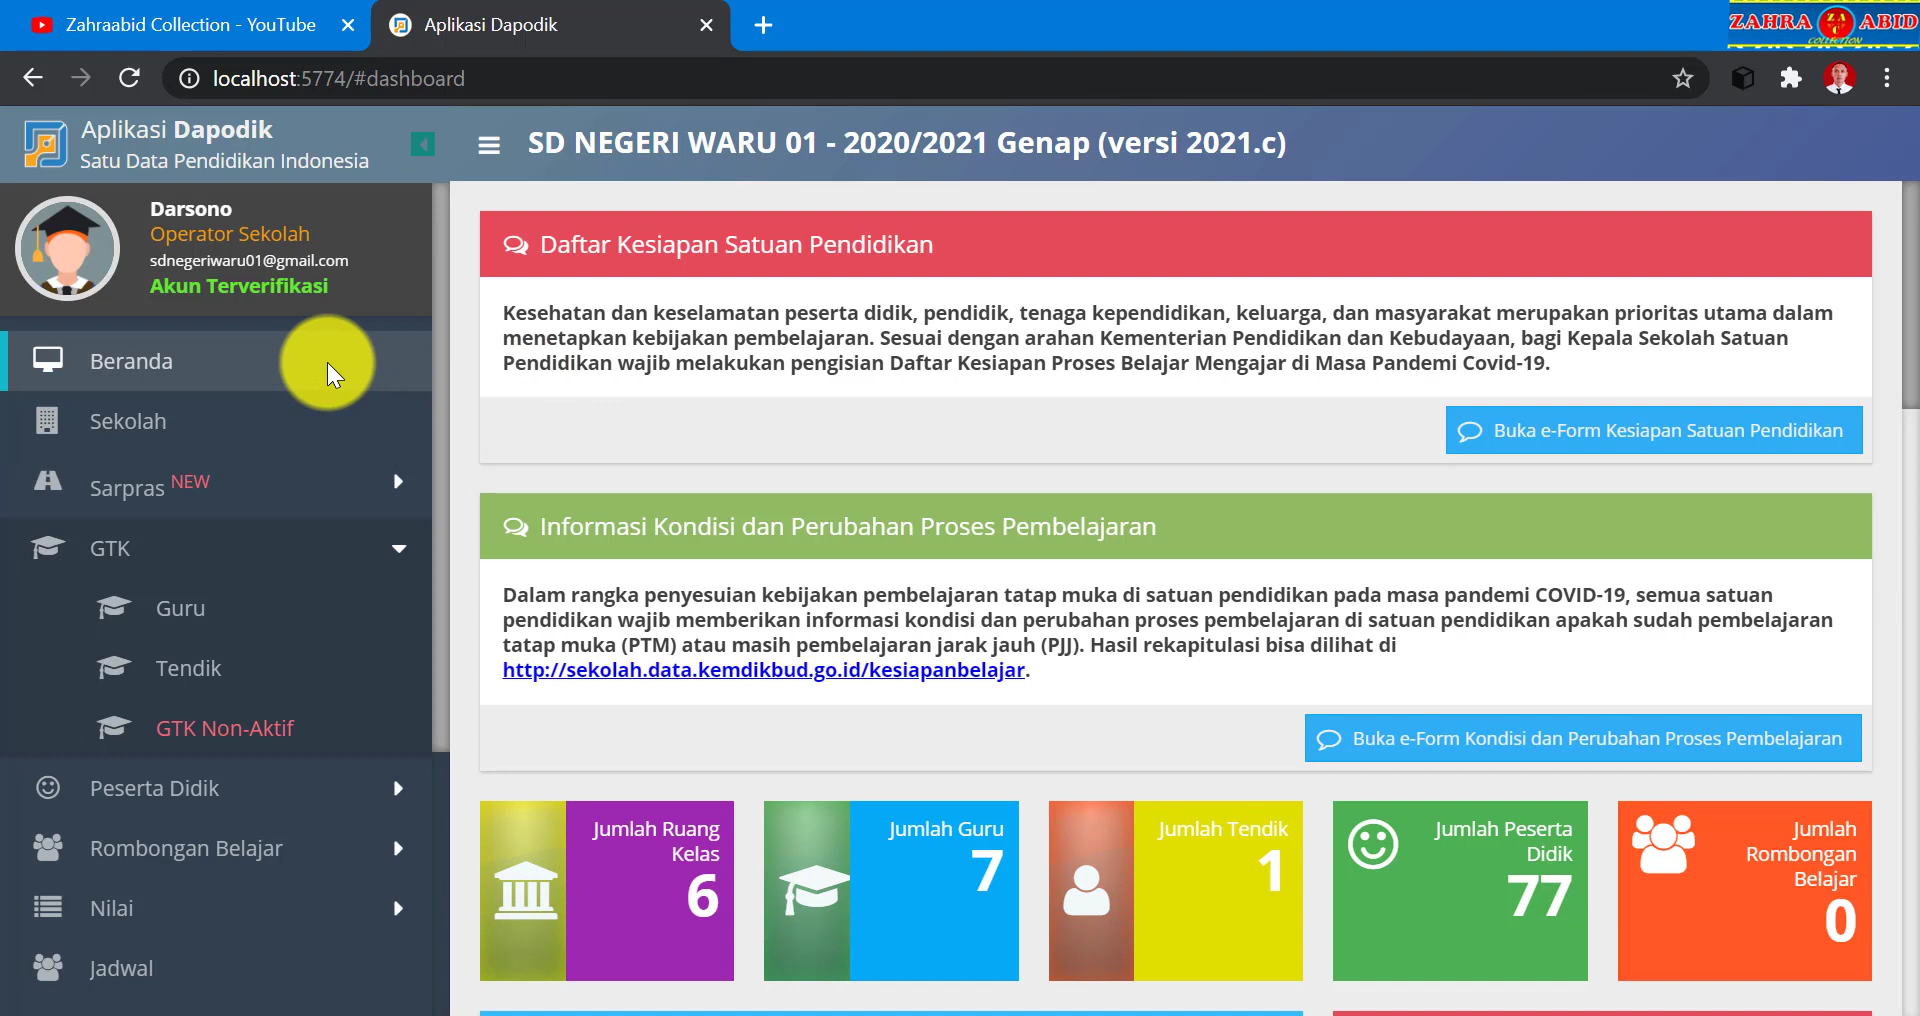 Zahraabid Collection - YouTube
Aplikasi Dapodik
ZAHRA ZA ABID
COLLECTION
localhost:5774/#dashboard
Aplikasi Dapodik
Satu Data Pendidikan Indonesia
SD NEGERI WARU 01 - 2020/2021 Genap (versi 2021.c)
Darsono
Operator Sekolah
sdnegeriwaru01@gmail.com
Akun Terverifikasi
Beranda
Sekolah
Sarpras NEW
GTK
Guru
Tendik
GTK Non-Aktif
Peserta Didik
Rombongan Belajar
Nilai
Jadwal
Daftar Kesiapan Satuan Pendidikan
Kesehatan dan keselamatan peserta didik, pendidik, tenaga kependidikan, keluarga, dan masyarakat merupakan prioritas utama dalam
menetapkan kebijakan pembelajaran. Sesuai dengan arahan Kementerian Pendidikan dan Kebudayaan, bagi Kepala Sekolah Satuan
Pendidikan wajib melakukan pengisian Daftar Kesiapan Proses Belajar Mengajar di Masa Pandemi Covid-19.
Buka e-Form Kesiapan Satuan Pendidikan
Informasi Kondisi dan Perubahan Proses Pembelajaran
Dalam rangka penyesuian kebijakan pembelajaran tatap muka di satuan pendidikan pada masa pandemi COVID-19, semua satuan
pendidikan wajib memberikan informasi kondisi dan perubahan proses pembelajaran di satuan pendidikan apakah sudah pembelajaran
tatap muka (PTM) atau masih pembelajaran jarak jauh (PJJ). Hasil rekapitulasi bisa dilihat di
http://sekolah.data.kemdikbud.go.id/kesiapanbelajar.
Buka e-Form Kondisi dan Perubahan Proses Pembelajaran
Jumlah Ruang
Kelas
6
Jumlah Guru
7
Jumlah Tendik
1
Jumlah Peserta
Didik
77
Jumlah
Rombongan
Belajar
0